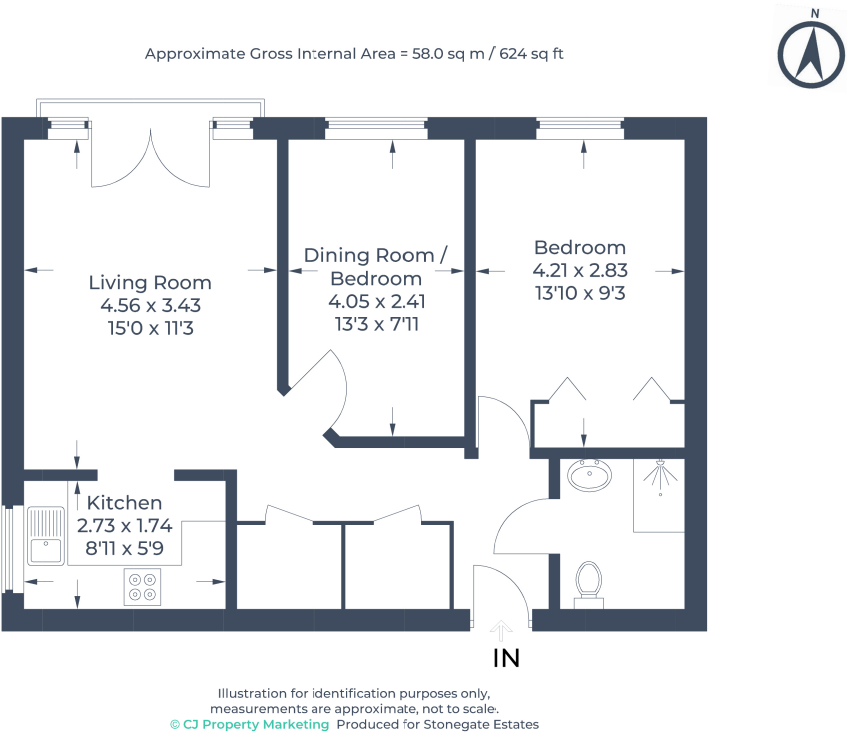 N
Approximate Gross Internal Area = 58.0 sq m / 624 sq ft
Living Room
4.56 x 3.43
15'0 x 11'3
Dining Room /
Bedroom
4.05 x 2.41
13'3 x 7'11
Bedroom
4.21 x 2.83
13'10 x 9'3
Kitchen
2.73 x 1.74
8'11 x 5'9
IN
Illustration for identification purposes only,
measurements are approximate, not to scale.
© CJ Property Marketing Produced for Stonegate Estates